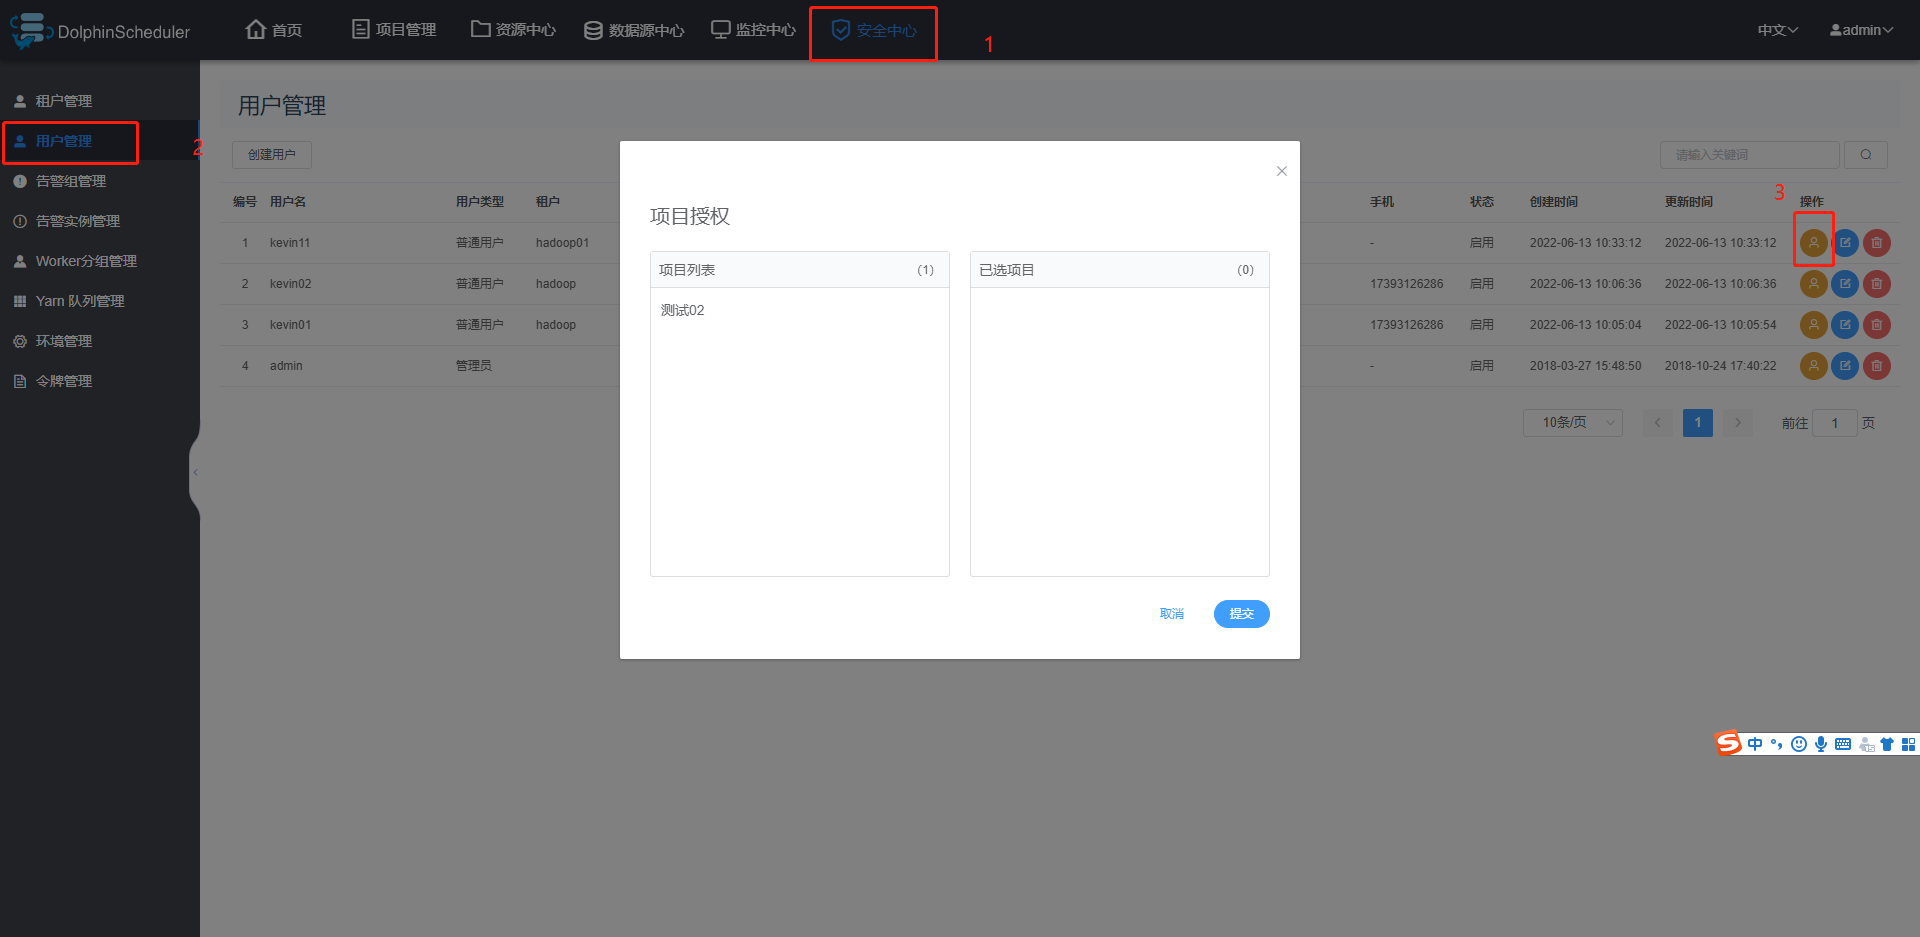 DolphinScheduler 首页 项目管理 资源中心 数据源中心 监控中心 安全中心 1 中文 admin
租户管理
用户管理 2
告警组管理
告警实例管理
Worker分组管理
Yarn 队列管理
环境管理
令牌管理
用户管理
创建用户 请输入关键词
3
编号 用户名 用户类型 租户 手机 状态 创建时间 更新时间 操作
1 kevin11 普通用户 hadoop01 - 启用 2022-06-13 10:33:12 2022-06-13 10:33:12
2 kevin02 普通用户 hadoop 17393126286 启用 2022-06-13 10:06:36 2022-06-13 10:06:36
3 kevin01 普通用户 hadoop 17393126286 启用 2022-06-13 10:05:04 2022-06-13 10:05:54
4 admin 管理员 - 启用 2018-03-27 15:48:50 2018-10-24 17:40:22
10条/页 1 前往 1 页
项目授权
项目列表 (1) 已选项目 (0)
测试02
取消 提交
S 中